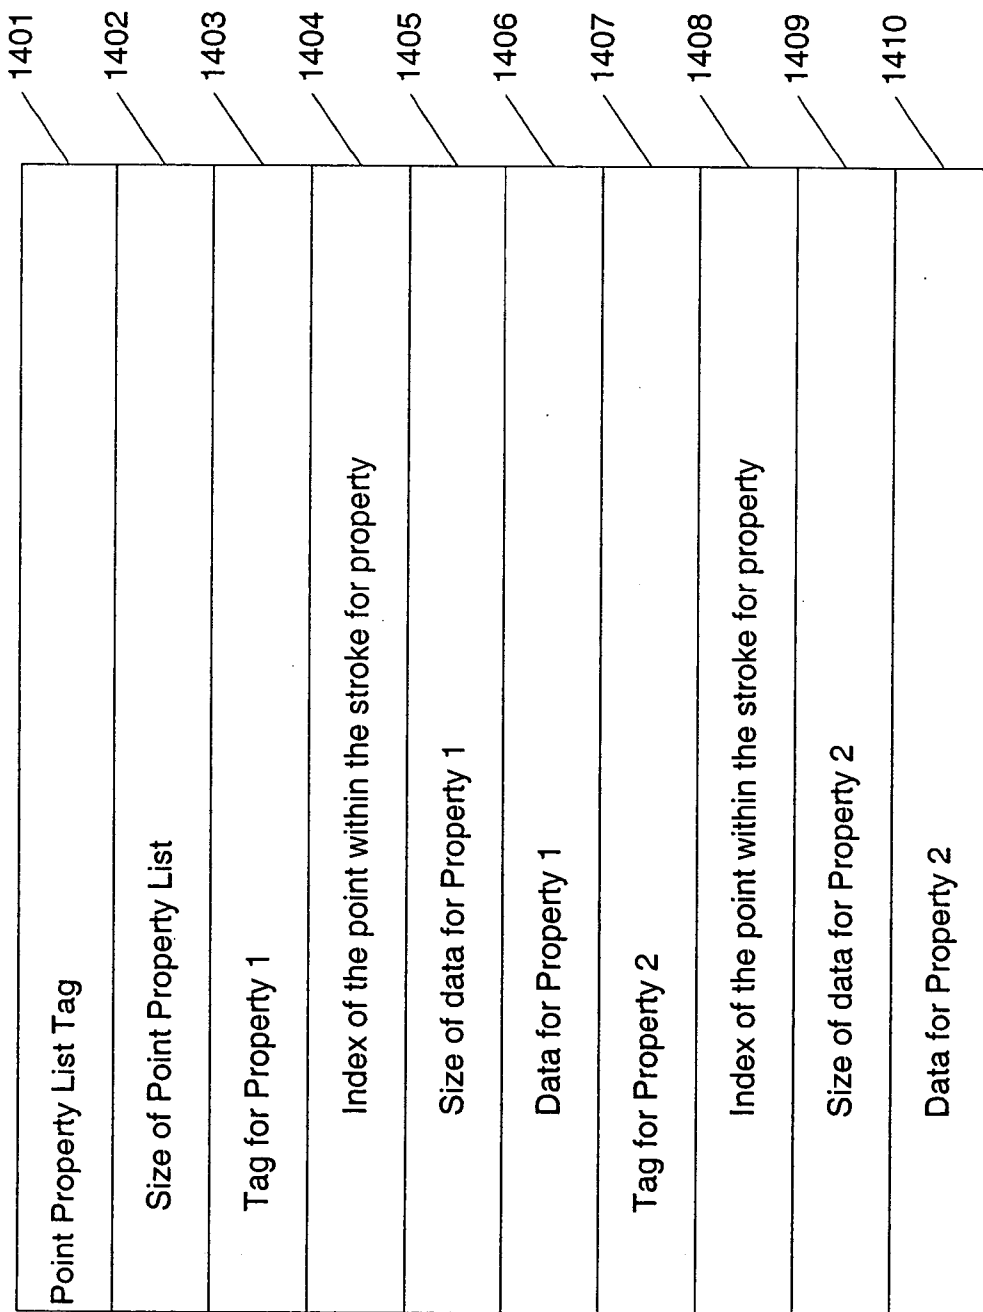 Point Property List Tag 1401
Size of Point Property List 1402
Tag for Property 1 1403
Index of the point within the stroke for property 1404
Size of data for Property 1 1405
Data for Property 1 1406
Tag for Property 2 1407
Index of the point within the stroke for property 1408
Size of data for Property 2 1409
Data for Property 2 1410